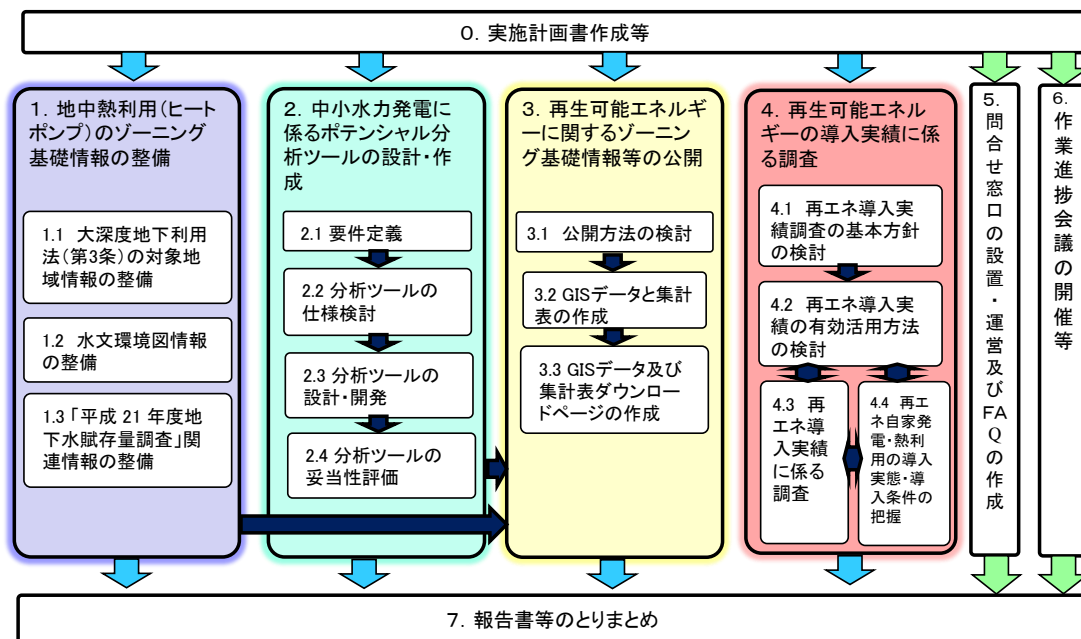 0. 実施計画書作成等
1. 地中熱利用(ヒート
ポンプ)のゾーニング
基礎情報の整備
1.1 大深度地下利用
法(第3条)の対象地
域情報の整備
1.2 水文環境図情報
の整備
1.3「平成 21 年度地
下水賦存量調査」関
連情報の整備
2. 中小水力発電に
係るポテンシャル分
析ツールの設計・作
成
2.1 要件定義
2.2 分析ツールの
仕様検討
2.3 分析ツールの
設計・開発
2.4 分析ツールの
妥当性評価
3. 再生可能エネルギ
ーに関するゾーニン
グ基礎情報等の公開
3.1 公開方法の検討
3.2 GISデータと集計
表の作成
3.3 GISデータ及び
集計表ダウンロー
ドページの作成
4. 再生可能エネル
ギーの導入実績に係
る調査
4.1 再エネ導入実
績調査の基本方針
の検討
4.2 再エネ導入実
績の有効活用方法
の検討
4.3 再
エネ導
入実績
に係る
調査
4.4 再エ
ネ自家発
電・熱利
用の導入
実態・導
入条件の
把握
5.問合せ窓口の設置・運営及びFAQの作成
6.作業進捗会議の開催等
7. 報告書等のとりまとめ